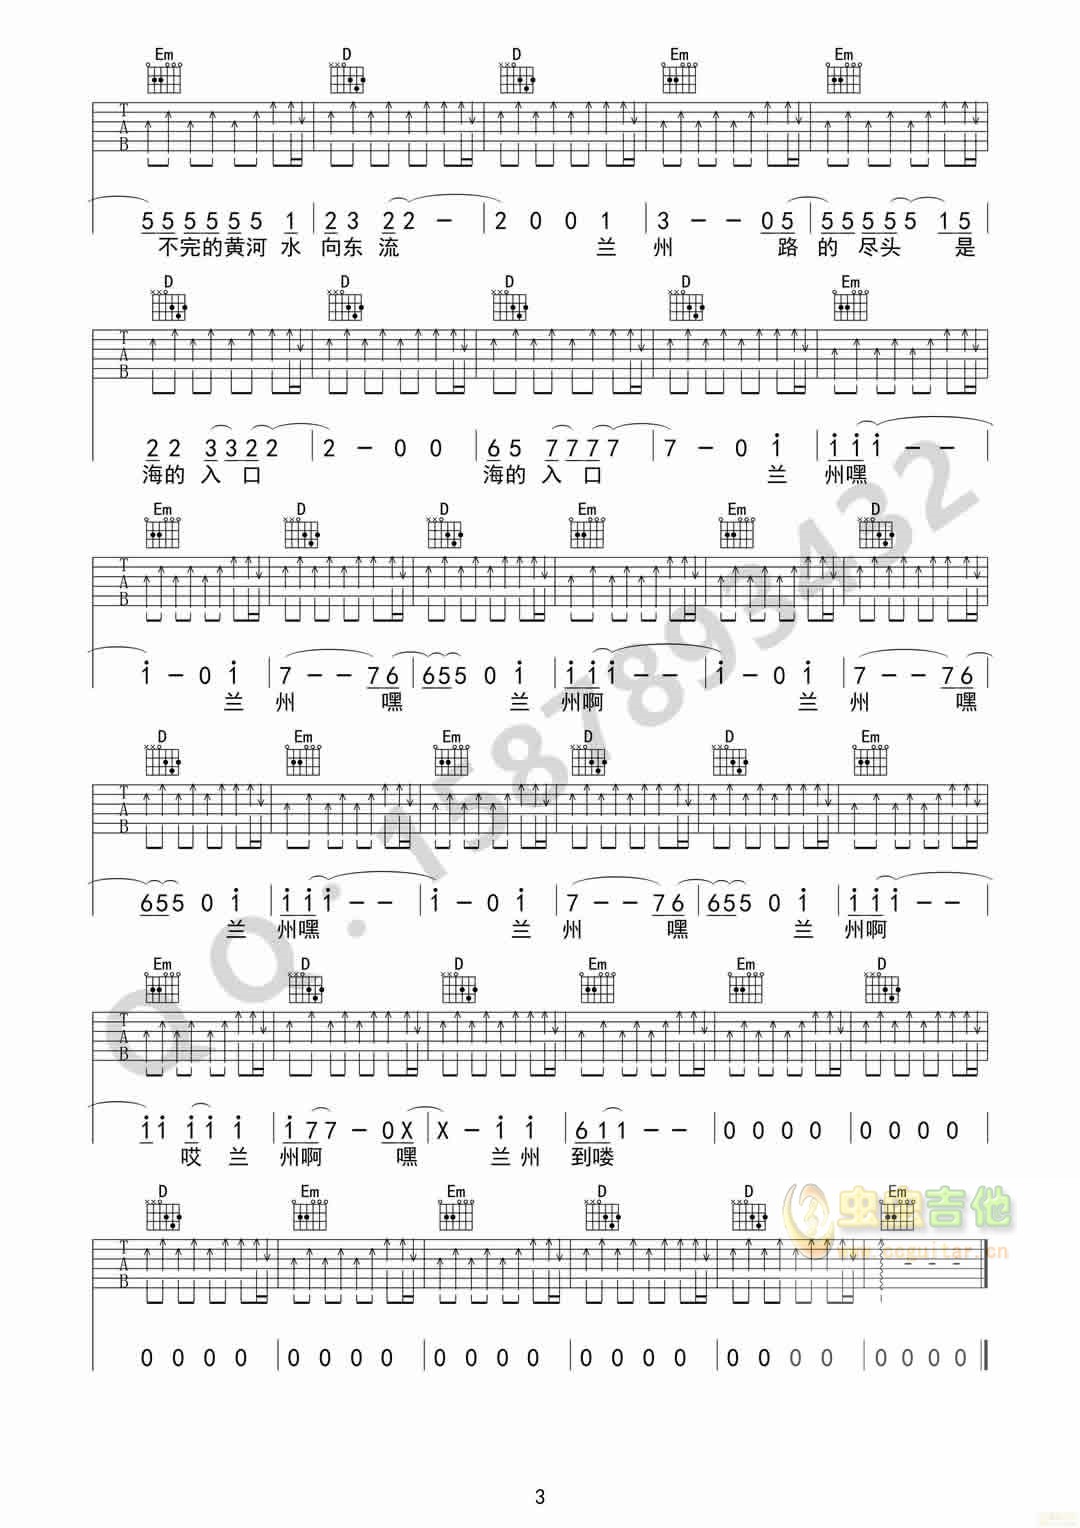 Em D D Em Em
T A B
5 5 5 5 5 5 5 1 | 2 3 2 2 - | 2 0 0 1 | 3 - - 0 5 | 5 5 5 5 5 5 1 5
不完的黄河 水 向东 流 兰 州 路 的 尽头 是
D D D D Em
T A B
2 2 3 3 2 2 | 2 - 0 0 | 6 5 7 7 7 7 7 | 7 - 0 i | i i i - -
海的 入 口 海的 入 口 兰 州嘿
Em D D Em Em D
T A B
i - 0 i | 7 - - 7 6 | 6 5 5 0 i | i i i - - | i - 0 i | 7 - - 7 6
兰 州 嘿 兰 州啊 兰 州 嘿
D Em Em D D Em
T A B
6 5 5 0 i | i i i - - | i - 0 i | 7 - - 7 6 | 6 5 5 0 i | i i i - -
兰 州嘿 兰 州 嘿 兰 州啊
Em D D Em Em D
T A B
i i i i i | i 7 7 - 0 X | X - i i | 6 1 1 - - | 0 0 0 0 | 0 0 0 0
哎 兰 州啊 嘿 兰 州 到喽
D Em Em D D Em
T A B
0 0 0 0 | 0 0 0 0 | 0 0 0 0 | 0 0 0 0 | 0 0 0 0 | 0 0 0 0
QQ:1587893432
虫虫吉他
www.ccguitar.cn
3